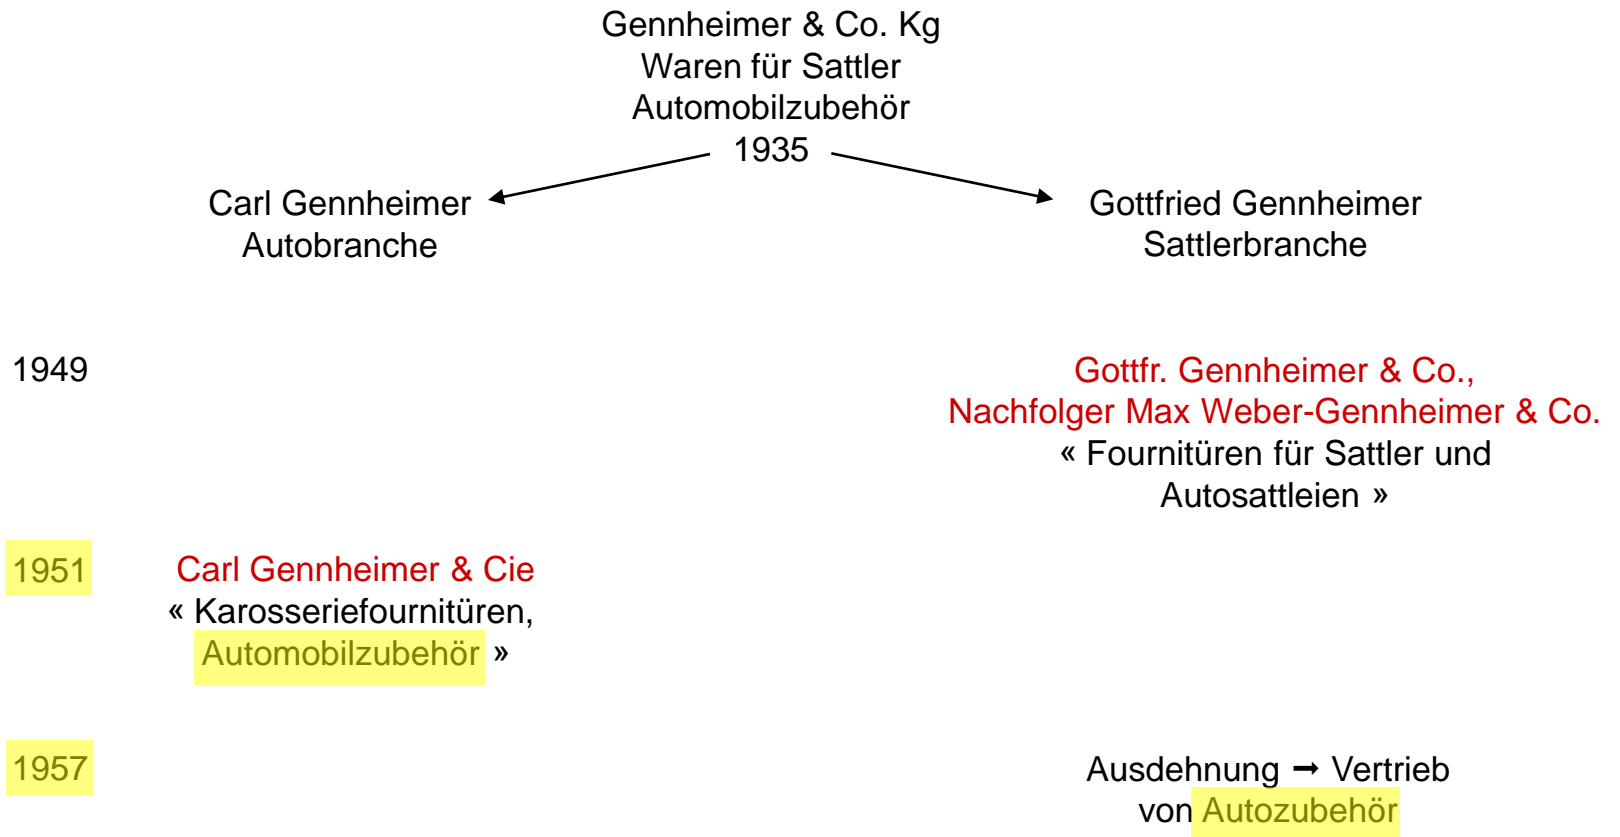 Gennheimer & Co. Kg
Waren für Sattler
Automobilzubehör
1935
Carl Gennheimer
Autobranche
Gottfried Gennheimer
Sattlerbranche
1949
Gottfr. Gennheimer & Co.,
Nachfolger Max Weber-Gennheimer & Co.
« Fournitüren für Sattler und
Autosattleien »
1951
Carl Gennheimer & Cie
« Karosseriefournitüren,
Automobilzubehör »
1957
Ausdehnung ➞ Vertrieb
von Autozubehör